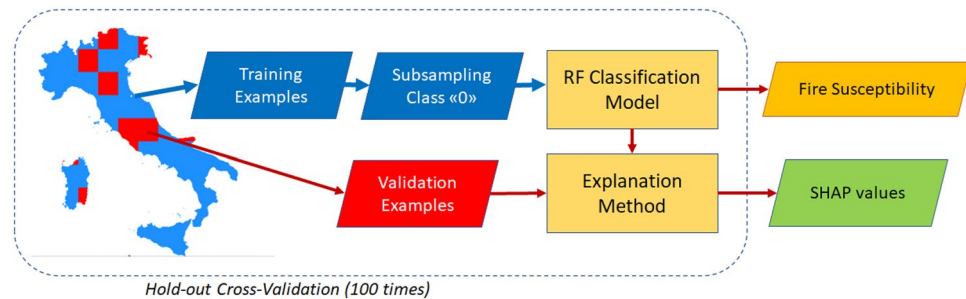 Training
Examples
Subsampling
Class «0»
RF Classification
Model
Fire Susceptibility
Validation
Examples
Explanation
Method
SHAP values
Hold-out Cross-Validation (100 times)